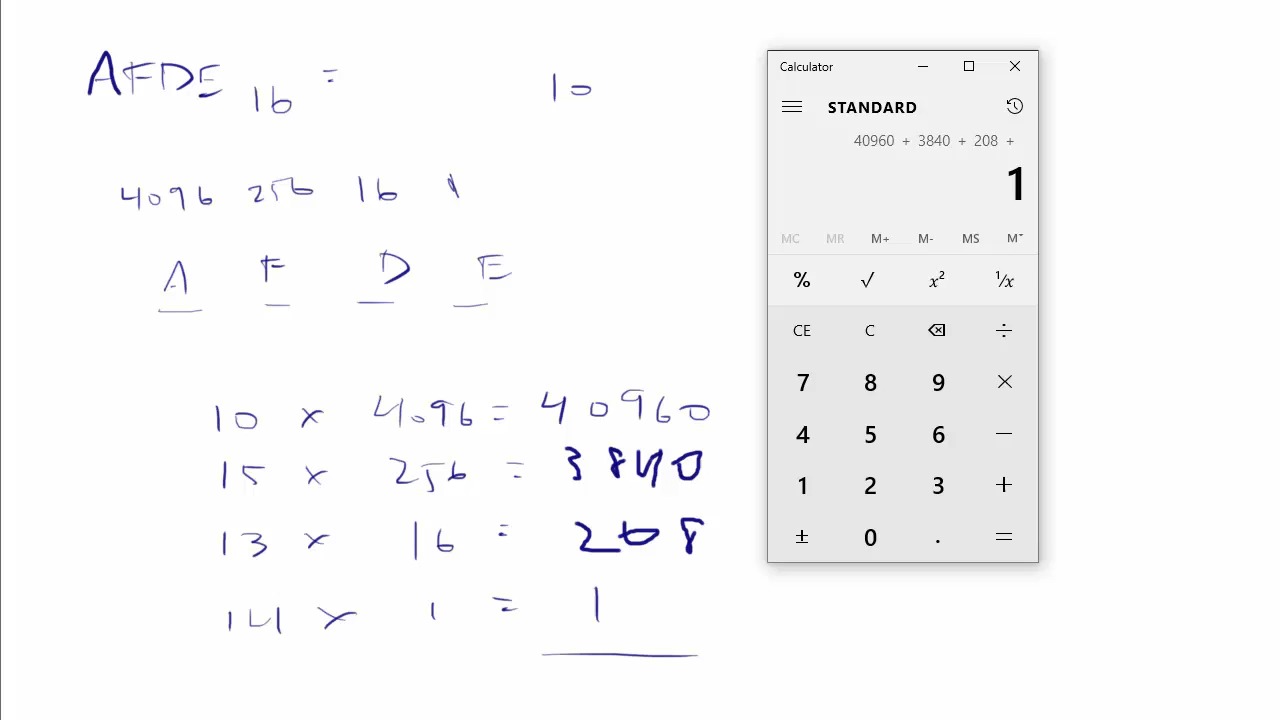 AFDE 16 = 10
4096 256 16 1
A F D E
10 x 4096 = 40960
15 x 256 = 3840
13 x 16 = 208
14 x 1 = 1
Calculator
STANDARD
40960 + 3840 + 208 +
1
MC MR M+ M- MS M˅
% √ x² ¹/x
CE C ⌫ ÷
7 8 9 ×
4 5 6 −
1 2 3 +
± 0 . =